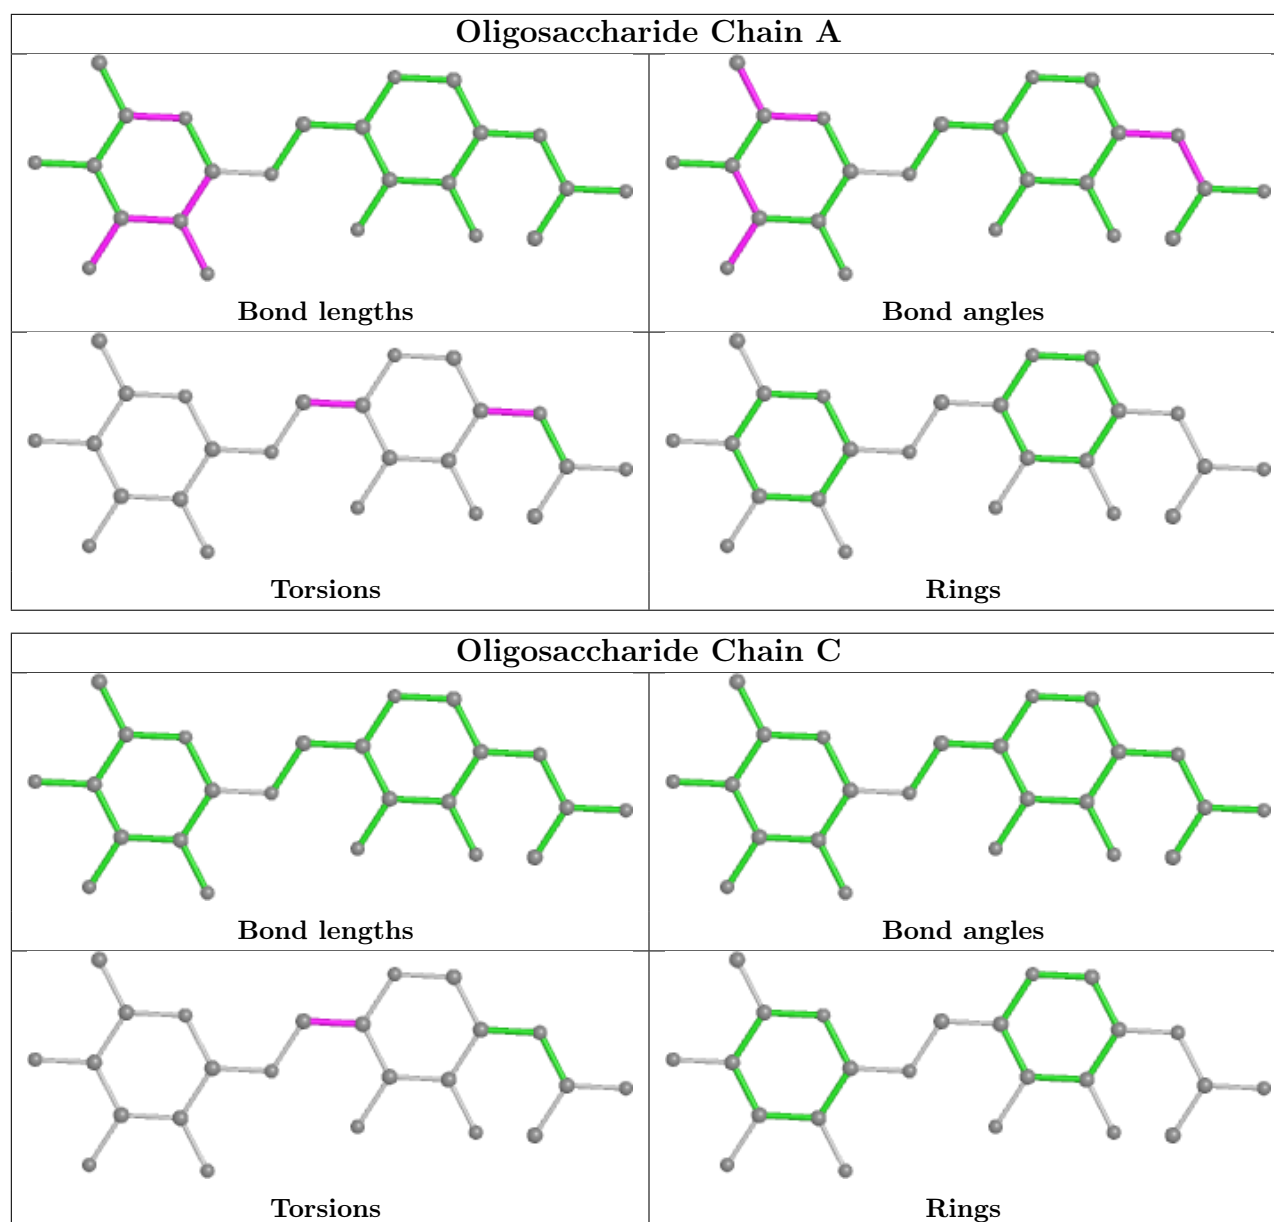 Oligosaccharide Chain A
Bond lengths
Bond angles
Torsions
Rings
Oligosaccharide Chain C
Bond lengths
Bond angles
Torsions
Rings